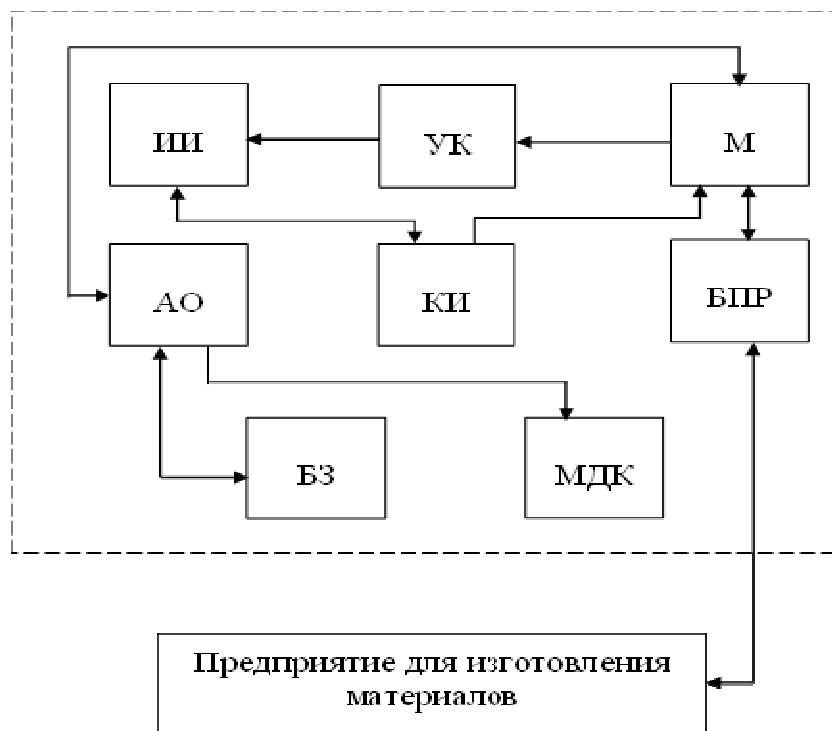 ИИ
УК
М
АО
КИ
БПР
БЗ
МДК
Предприятие для изготовления
материалов